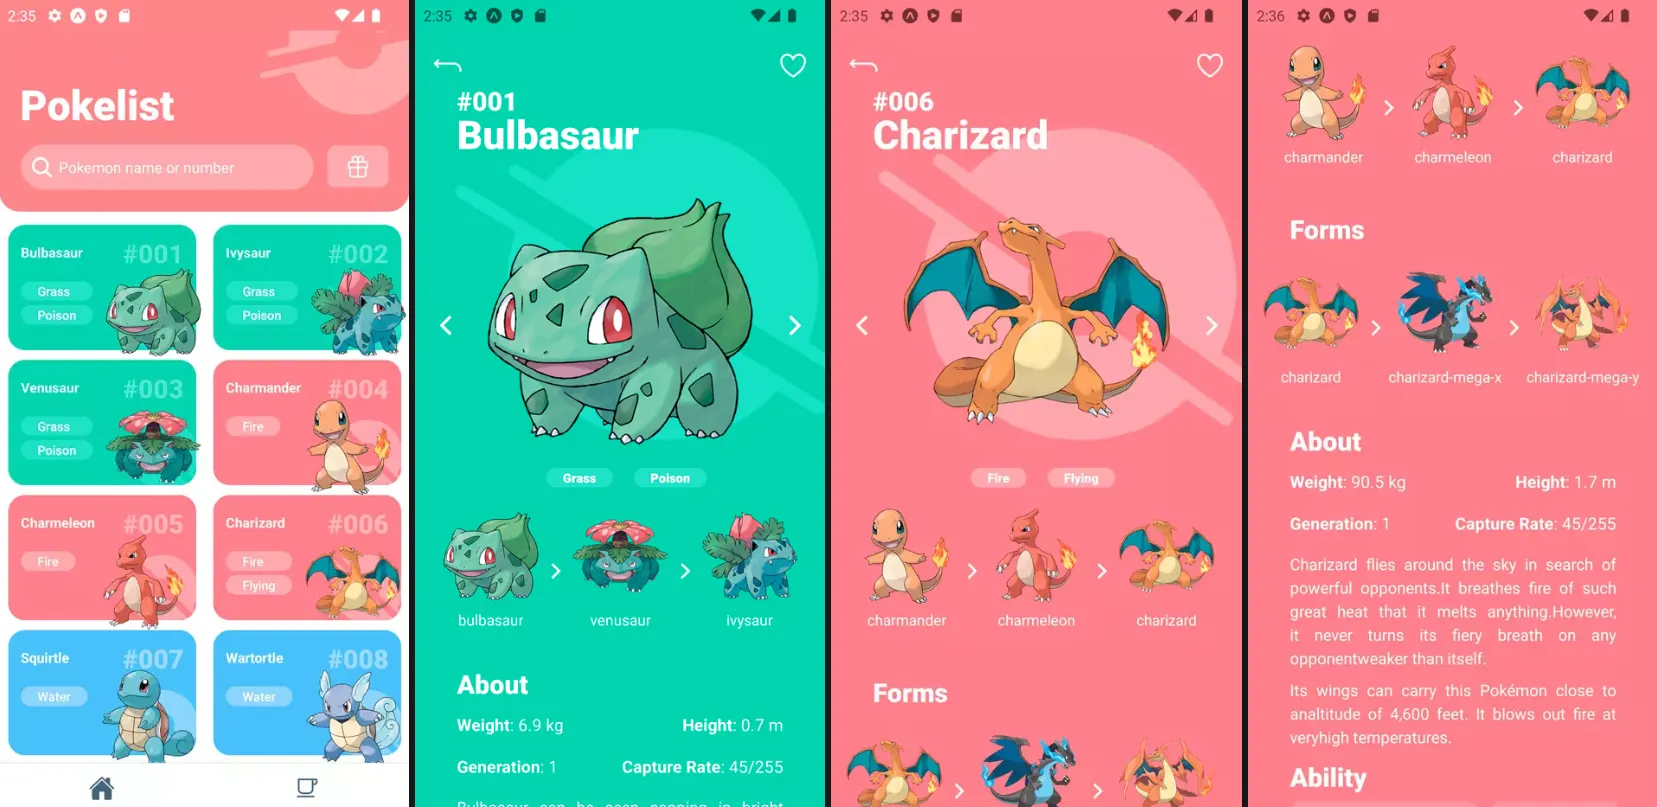 2:35
Pokelist
Pokemon name or number
Bulbasaur #001
Grass
Poison
Ivysaur #002
Grass
Poison
Venusaur #003
Grass
Poison
Charmander #004
Fire
Charmeleon #005
Fire
Charizard #006
Fire
Flying
Squirtle #007
Water
Wartortle #008
Water
2:35
#001
Bulbasaur
Grass Poison
bulbasaur venusaur ivysaur
About
Weight: 6.9 kg Height: 0.7 m
Generation: 1 Capture Rate: 45/255
Bulbasaur can be seen napping in bright
2:35
#006
Charizard
Fire Flying
charmander charmeleon charizard
Forms
2:36
charmander charmeleon charizard
Forms
charizard charizard-mega-x charizard-mega-y
About
Weight: 90.5 kg Height: 1.7 m
Generation: 1 Capture Rate: 45/255
Charizard flies around the sky in search of
powerful opponents.It breathes fire of such
great heat that it melts anything.However,
it never turns its fiery breath on any
opponentweaker than itself.
Its wings can carry this Pokémon close to
analtitude of 4,600 feet. It blows out fire at
veryhigh temperatures.
Ability